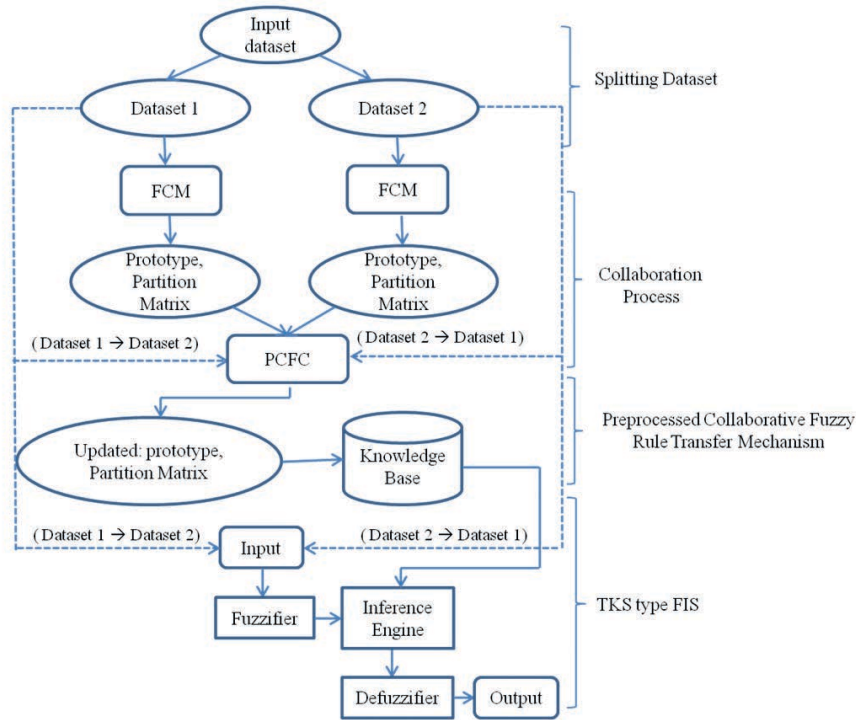 Input
dataset
Splitting Dataset
Dataset 1
Dataset 2
FCM
FCM
Prototype,
Partition
Matrix
Prototype,
Partition
Matrix
Collaboration
Process
(Dataset 1 → Dataset 2)
(Dataset 2 → Dataset 1)
PCFC
Preprocessed Collaborative Fuzzy
Rule Transfer Mechanism
Updated: prototype,
Partition Matrix
Knowledge
Base
(Dataset 1 → Dataset 2)
(Dataset 2 → Dataset 1)
Input
Fuzzifier
Inference
Engine
TKS type FIS
Defuzzifier
Output